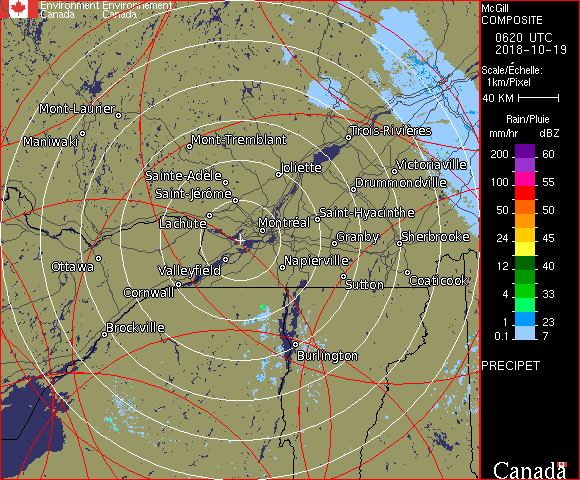 Environment Environnement
Canada Canada
Mont-Laurier
Maniwaki
Mont-Tremblant
Trois-Rivières
Sainte-Adèle
Joliette
Victoriaville
Saint-Jérôme
Drummondville
Lachute
Montréal
Saint-Hyacinthe
Granby
Sherbrooke
Ottawa
Valleyfield
Napierville
Cornwall
Sutton
Coaticook
Brockville
Burlington
McGill
COMPOSITE
0620 UTC
2018-10-19
Scale/Échelle:
1km/Pixel
40 KM
Rain/Pluie
mm/hr dBZ
200 60
100 57
100 55
50 50
24 45
12 40
4 33
1 23
0.1 7
PRECIPET
Canada